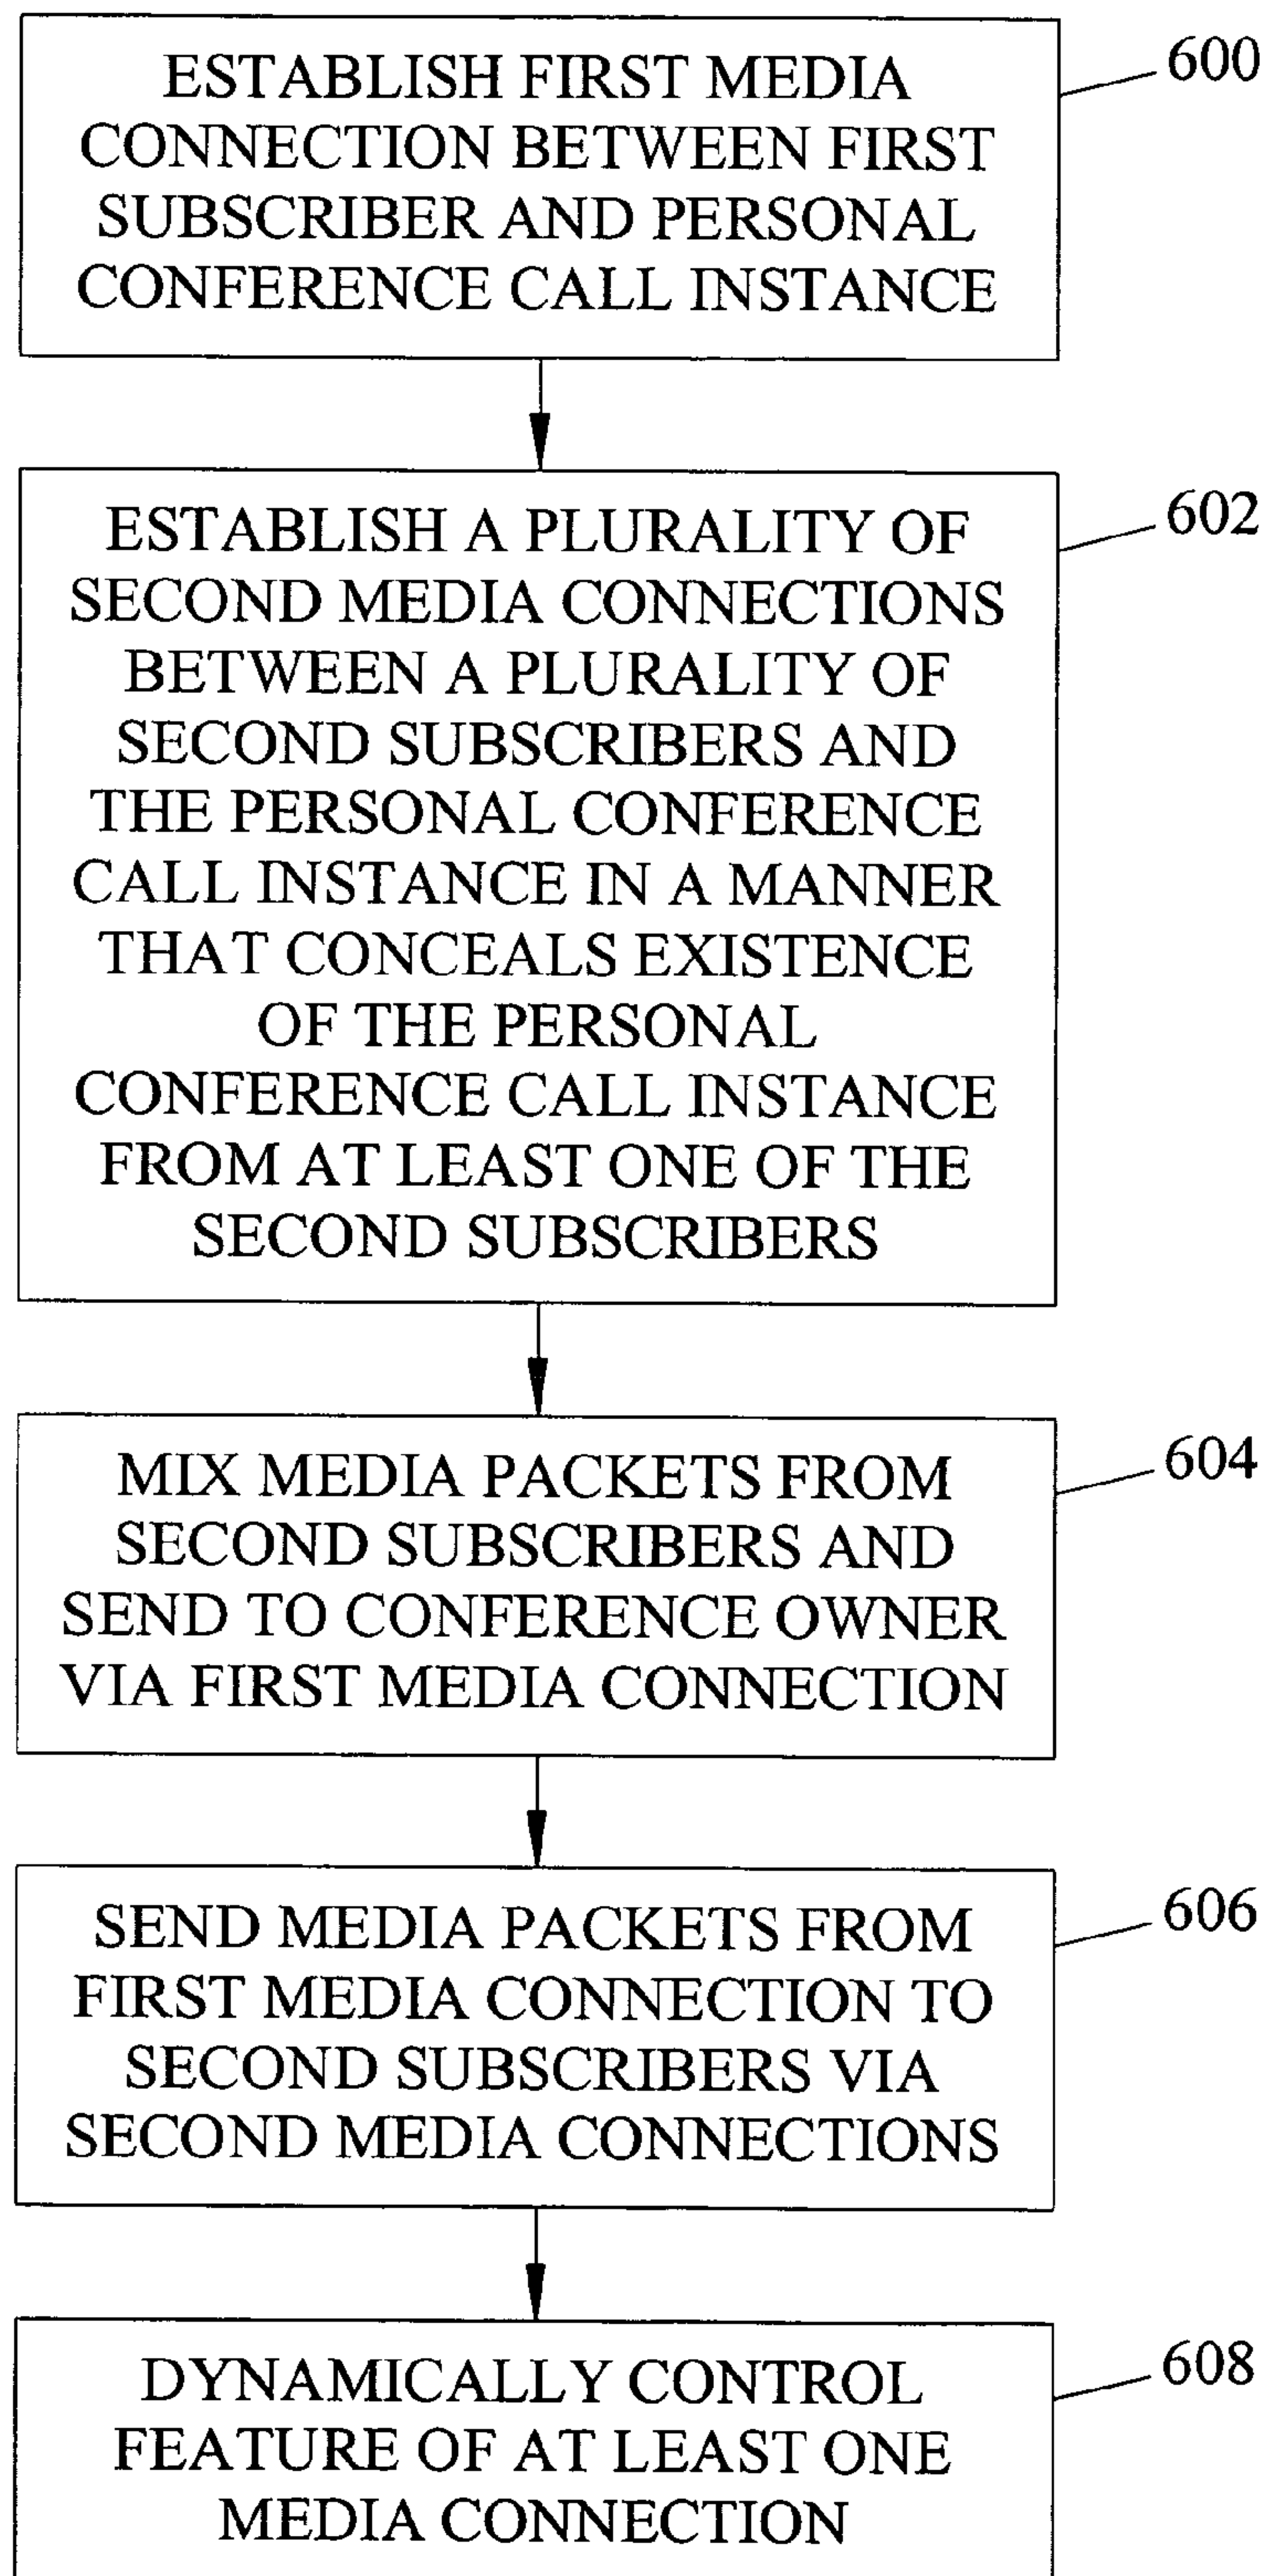 ESTABLISH FIRST MEDIA
CONNECTION BETWEEN FIRST
SUBSCRIBER AND PERSONAL
CONFERENCE CALL INSTANCE
600
ESTABLISH A PLURALITY OF
SECOND MEDIA CONNECTIONS
BETWEEN A PLURALITY OF
SECOND SUBSCRIBERS AND
THE PERSONAL CONFERENCE
CALL INSTANCE IN A MANNER
THAT CONCEALS EXISTENCE
OF THE PERSONAL
CONFERENCE CALL INSTANCE
FROM AT LEAST ONE OF THE
SECOND SUBSCRIBERS
602
MIX MEDIA PACKETS FROM
SECOND SUBSCRIBERS AND
SEND TO CONFERENCE OWNER
VIA FIRST MEDIA CONNECTION
604
SEND MEDIA PACKETS FROM
FIRST MEDIA CONNECTION TO
SECOND SUBSCRIBERS VIA
SECOND MEDIA CONNECTIONS
606
DYNAMICALLY CONTROL
FEATURE OF AT LEAST ONE
MEDIA CONNECTION
608